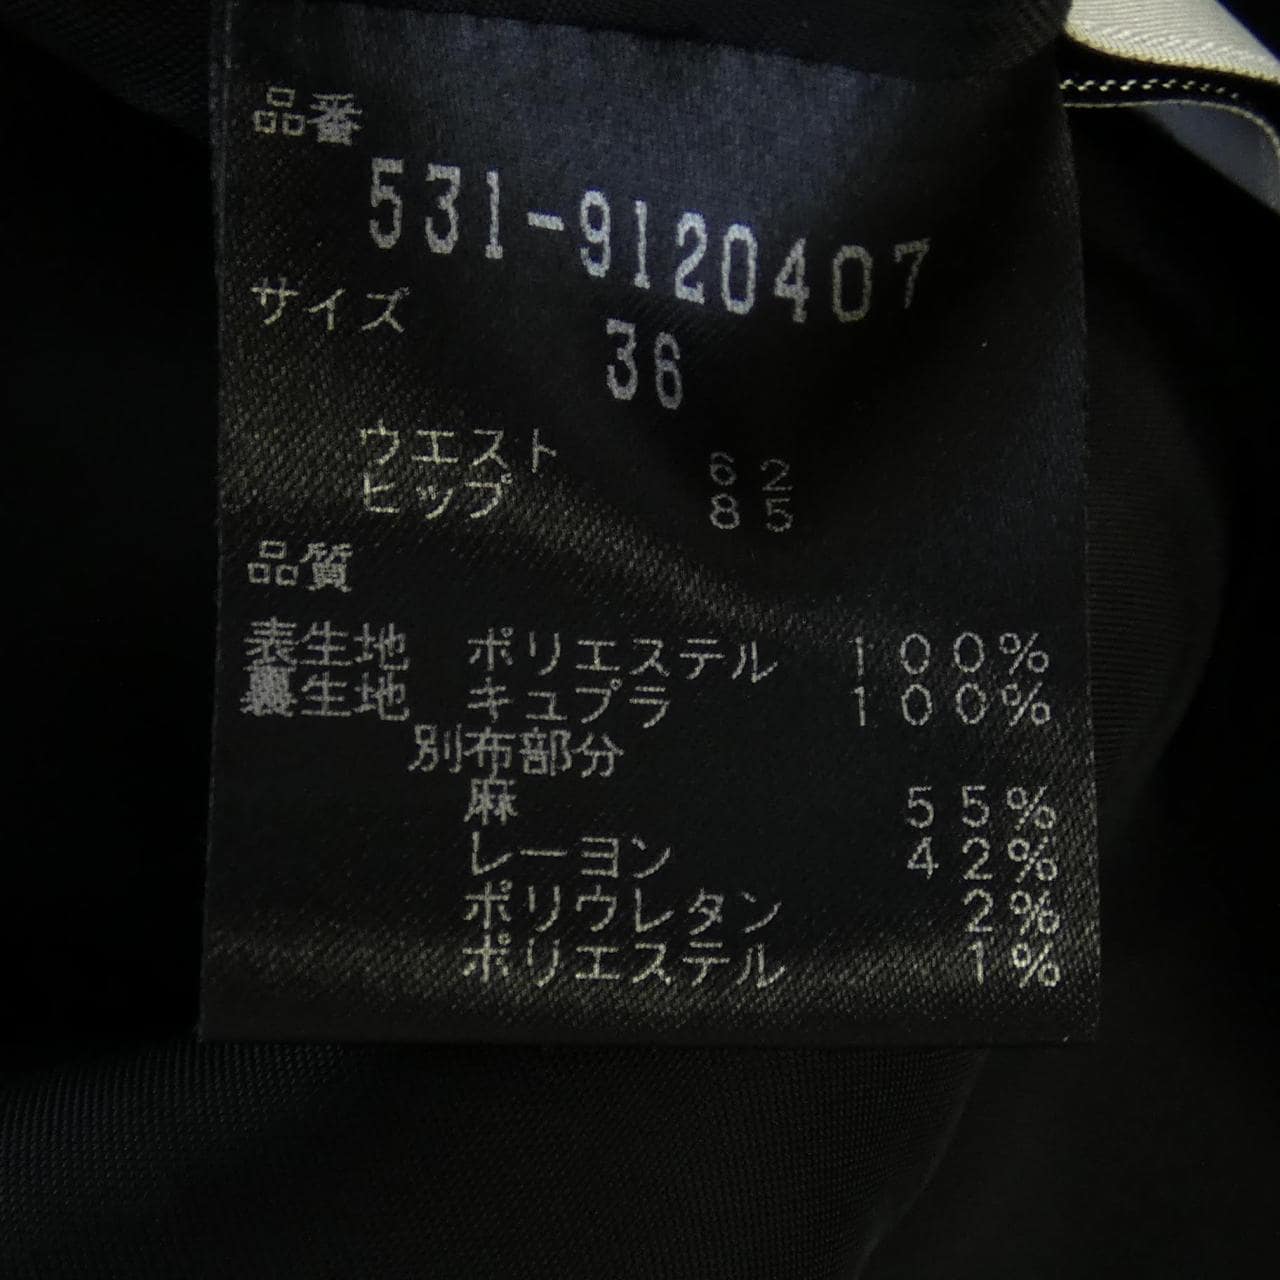 品番
531-9120407
サイズ
36
ウエスト 62
ヒップ 85
品質
表生地 ポリエステル 100%
裏生地 キュプラ 100%
別布部分
麻 55%
レーヨン 42%
ポリウレタン 2%
ポリエステル 1%